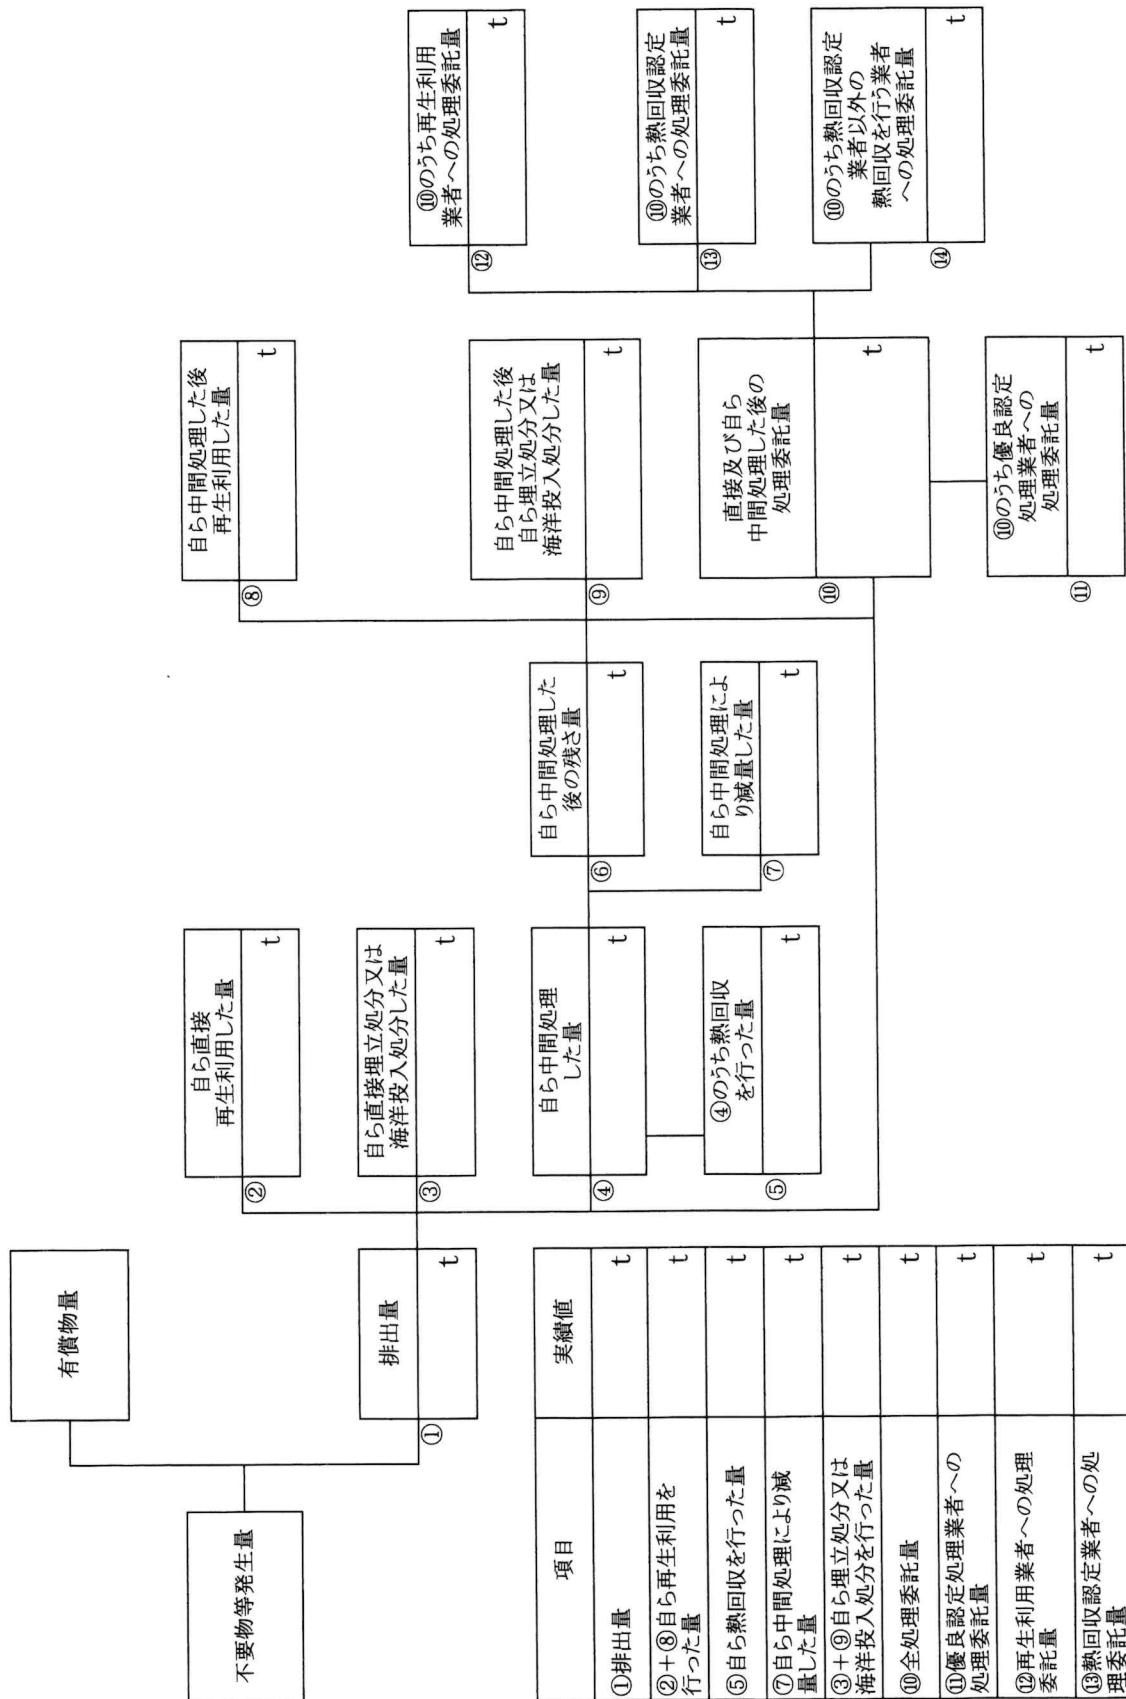 不要物等発生量
有償物量
①
排出量
t
②
自ら直接
再生利用した量
t
③
自ら直接埋立処分又は
海洋投入処分した量
t
④
自ら中間処理
した量
t
⑤
④のうち熱回収
を行った量
t
⑥
自ら中間処理した
後の残さ量
t
⑦
自ら中間処理によ
り減量した量
t
⑧
自ら中間処理した後
再生利用した量
t
⑨
自ら中間処理した後
自ら埋立処分又は
海洋投入処分した量
t
⑩
直接及び自ら
中間処理した後の
処理委託量
t
⑪
⑩のうち優良認定
処理業者への
処理委託量
t
⑫
⑩のうち再生利用
業者への処理委託量
t
⑬
⑩のうち熱回収認定
業者への処理委託量
t
⑭
⑩のうち熱回収認定
業者以外の
熱回収を行う業者
への処理委託量
t
項目
実績値
①排出量
t
②+⑧自ら再生利用を
行った量
t
⑤自ら熱回収を行った量
t
⑦自ら中間処理により減
量した量
t
③+⑨自ら埋立処分又は
海洋投入処分を行った量
t
⑩全処理委託量
t
⑪優良認定処理業者への
処理委託量
t
⑫再生利用業者への処理
委託量
t
⑬熱回収認定業者への処
理委託量
t